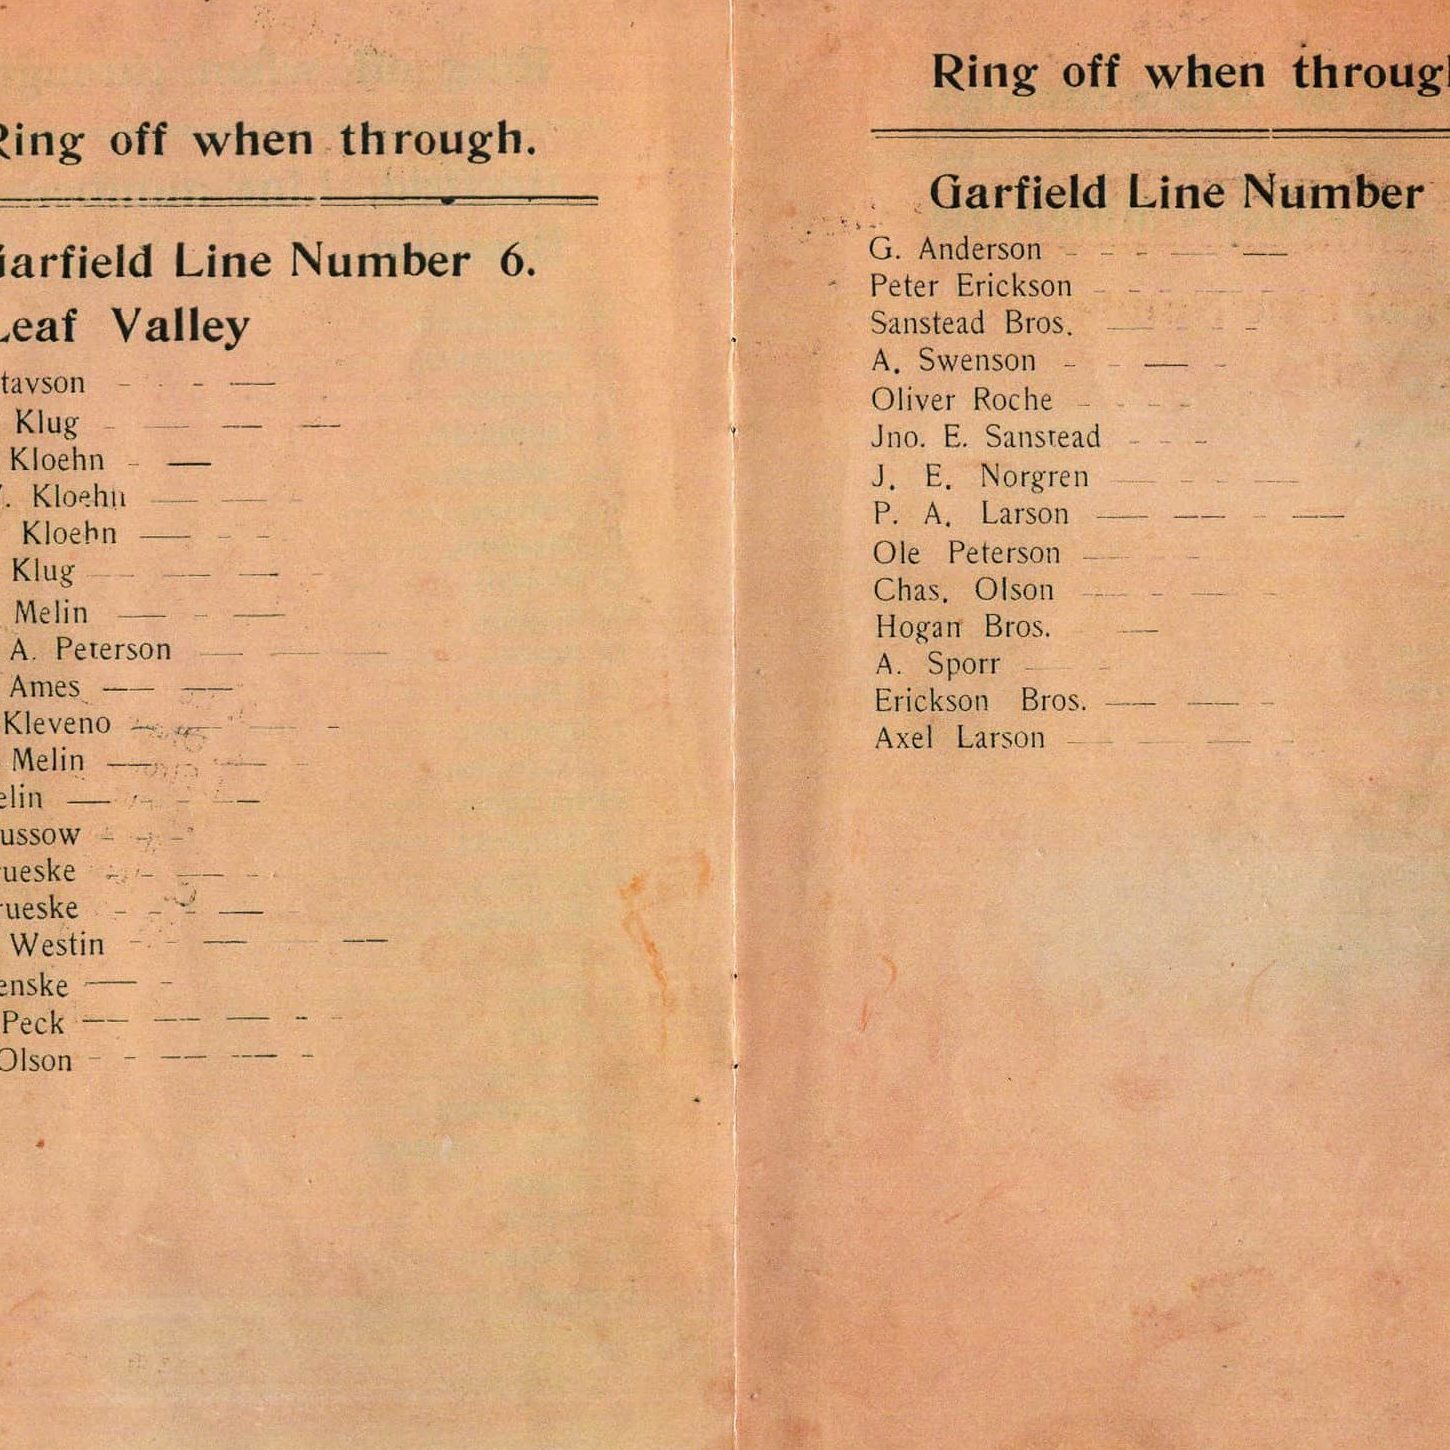 Ring off when through.
Garfield Line Number 6.
Leaf Valley
tavson - - - —
Klug - — — —
Kloehn - —
. Kloehn — — -
Kloehn — - -
Klug — — — -
Melin — - —
A. Peterson — — —
Ames — —
Kleveno — — — -
Melin — — — -
elin — - - —
ussow - - -
ueske - - — - -
rueske - - - — -
Westin - - — — —
enske — -
Peck — — — - -
Olson - - — — -
Ring off when through
Garfield Line Number
G. Anderson - - - — —
Peter Erickson - - - — - -
Sanstead Bros. — - - -
A. Swenson - - — -
Oliver Roche - - - -
Jno. E. Sanstead - - -
J. E. Norgren — - - —
P. A. Larson — — - —
Ole Peterson — - -
Chas. Olson — - — -
Hogan Bros. —
A. Sporr — -
Erickson Bros. — — -
Axel Larson — — — -